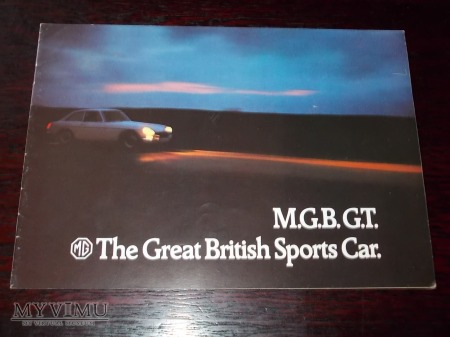 M.G.B. G.T.
MG The Great British Sports Car.
MYVIMU
MY VIRTUAL MUSEUM